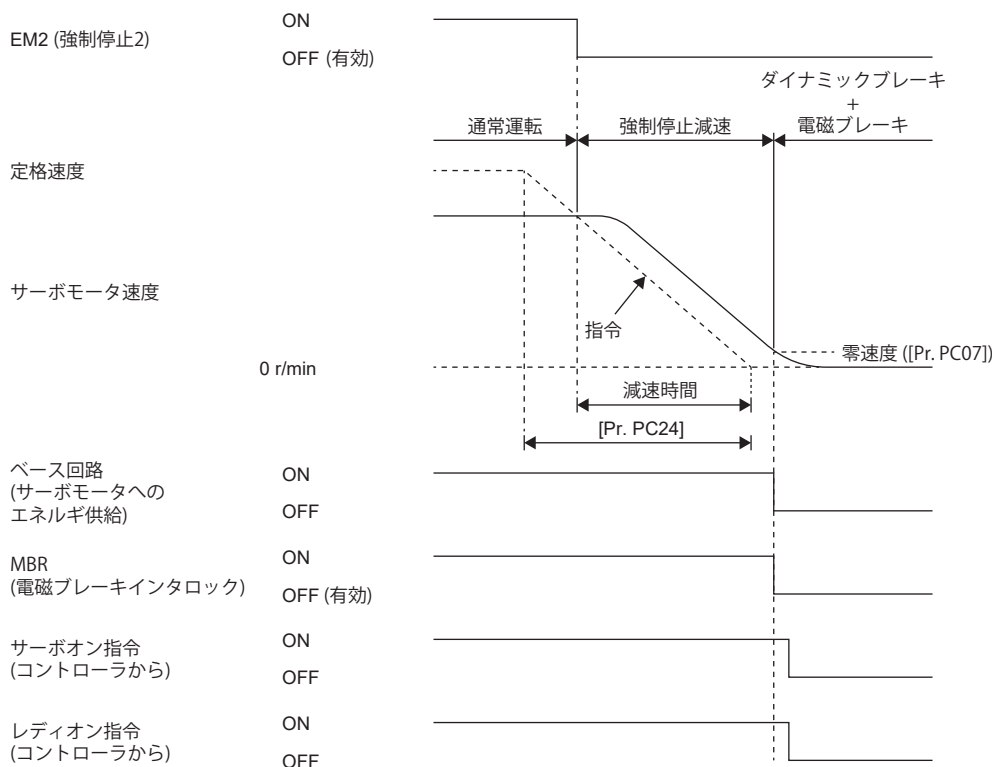 EM2 (強制停止2)
ON
OFF (有効)
ダイナミックブレーキ
+
電磁ブレーキ
通常運転
強制停止減速
定格速度
サーボモータ速度
指令
零速度 ([Pr. PC07])
0 r/min
減速時間
[Pr. PC24]
ベース回路
(サーボモータへの
エネルギ供給)
ON
OFF
MBR
(電磁ブレーキインタロック)
ON
OFF (有効)
サーボオン指令
(コントローラから)
ON
OFF
レディオン指令
(コントローラから)
ON
OFF